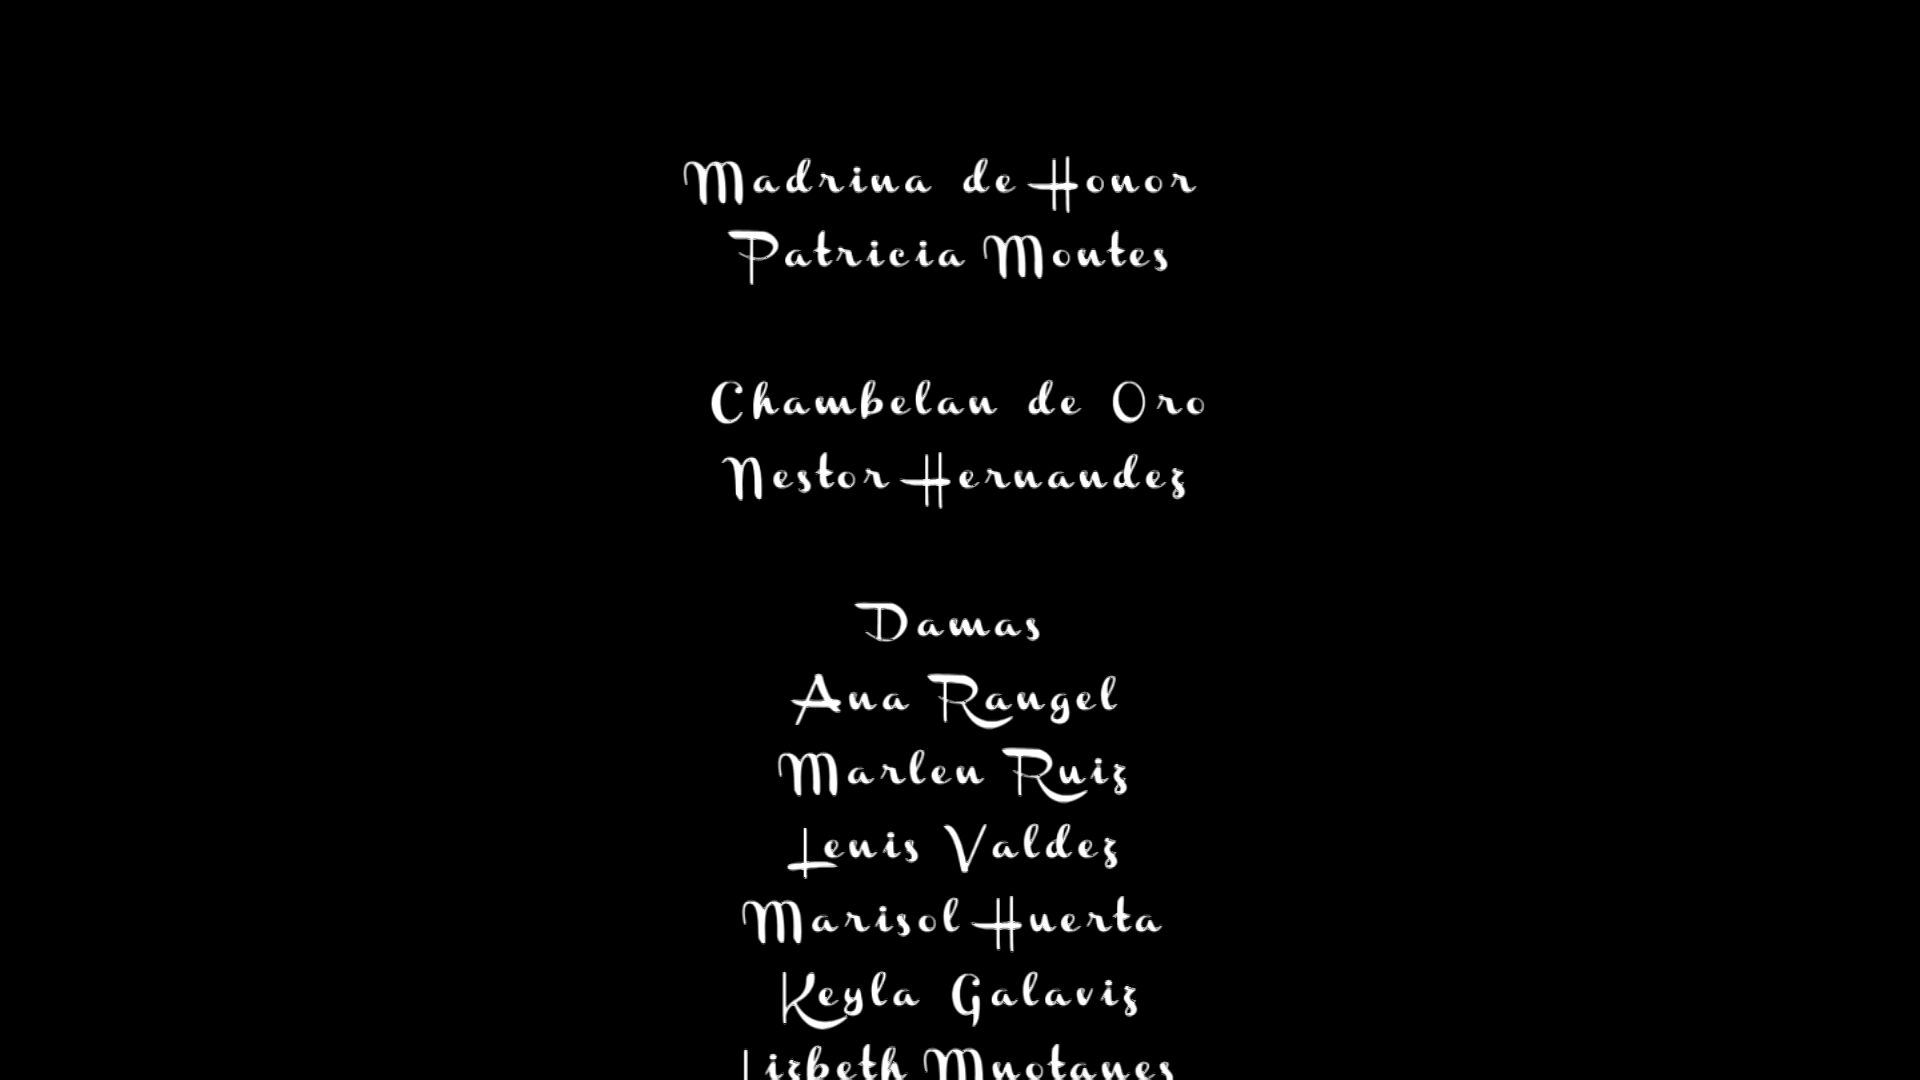 Madrina de Honor
Patricia Montes
Chambelan de Oro
Nestor Hernandez
Damas
Ana Rangel
Marlen Ruiz
Lenis Valdez
Marisol Huerta
Keyla Galaviz
Lizbeth